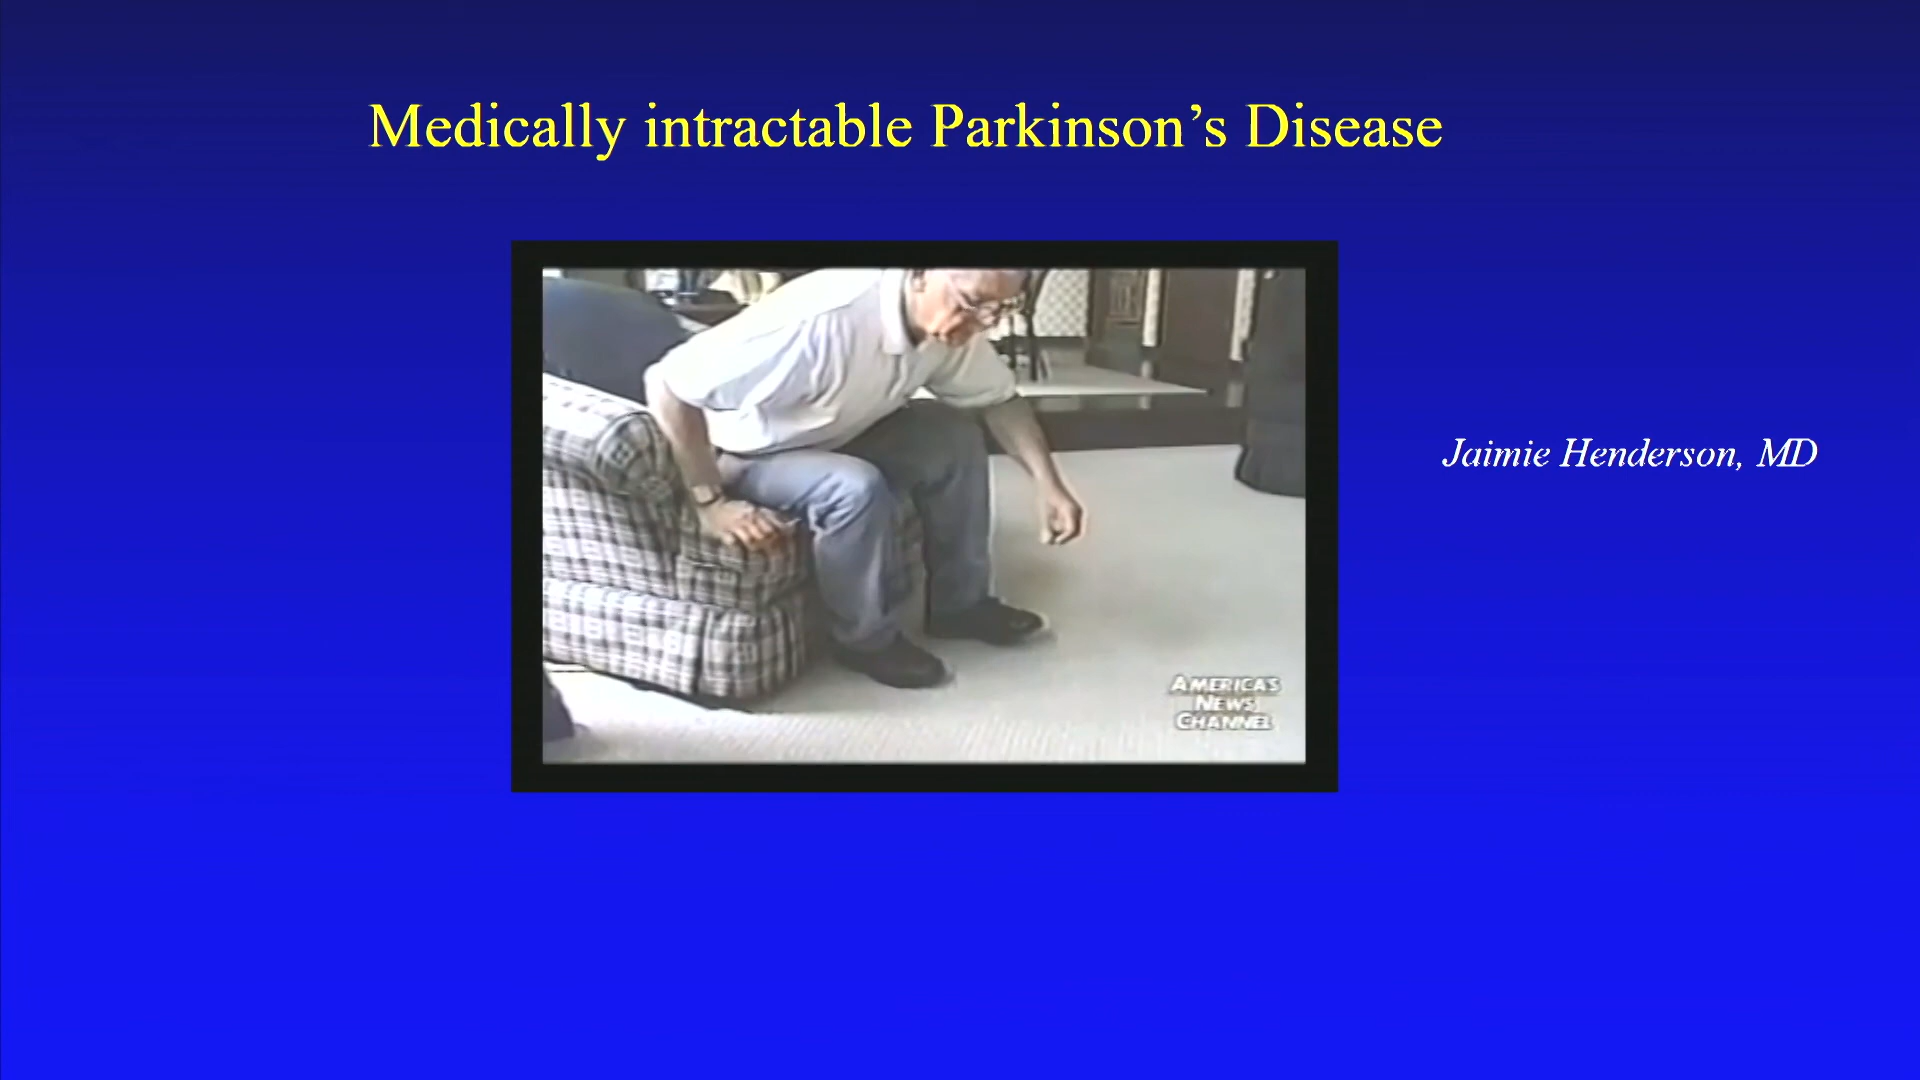 Medically intractable Parkinson’s Disease
Jaimie Henderson, MD
AMERICA'S
NEWS
CHANNEL